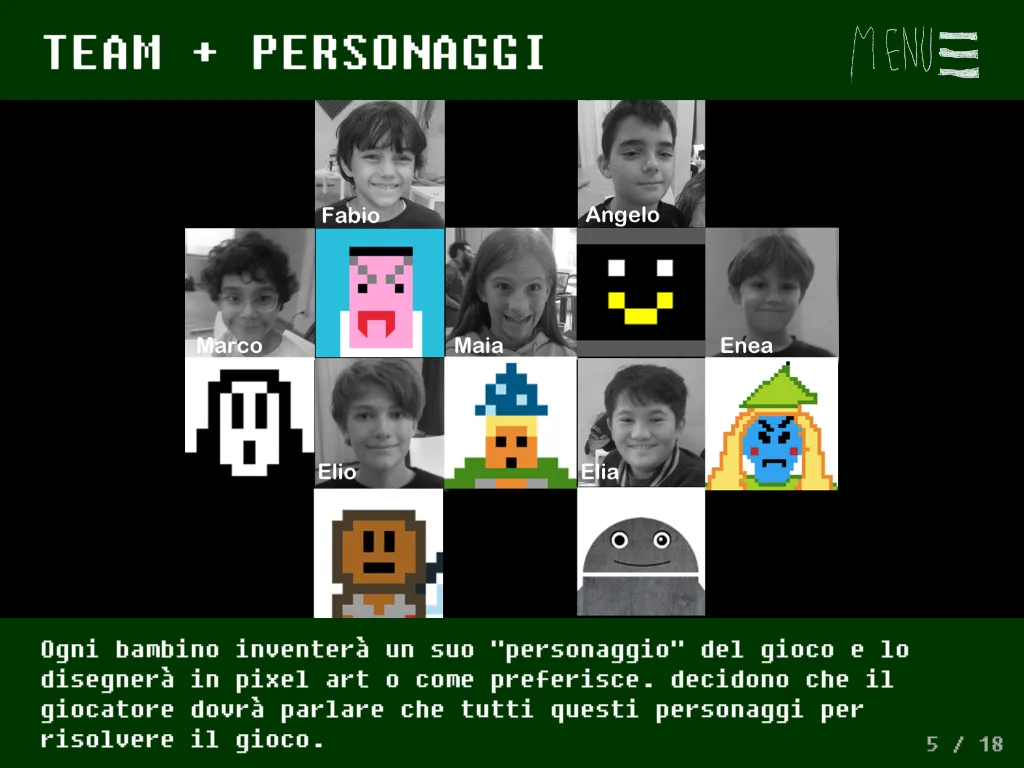 TEAM + PERSONAGGI
MENU
Fabio
Angelo
Marco
Maia
Enea
Elio
Elia
Ogni bambino inventerà un suo "personaggio" del gioco e lo
disegnerà in pixel art o come preferisce. decidono che il
giocatore dovrà parlare che tutti questi personaggi per
risolvere il gioco.
5 / 18